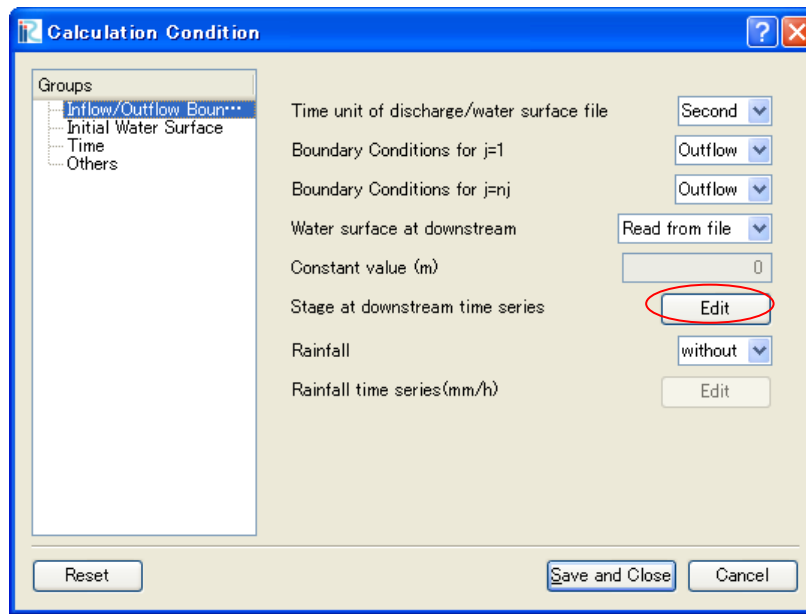 iRiC Calculation Condition
Groups
Inflow/Outflow Boun...
Initial Water Surface
Time
Others
Time unit of discharge/water surface file Second
Boundary Conditions for j=1 Outflow
Boundary Conditions for j=nj Outflow
Water surface at downstream Read from file
Constant value (m) 0
Stage at downstream time series Edit
Rainfall without
Rainfall time series(mm/h) Edit
Reset Save and Close Cancel